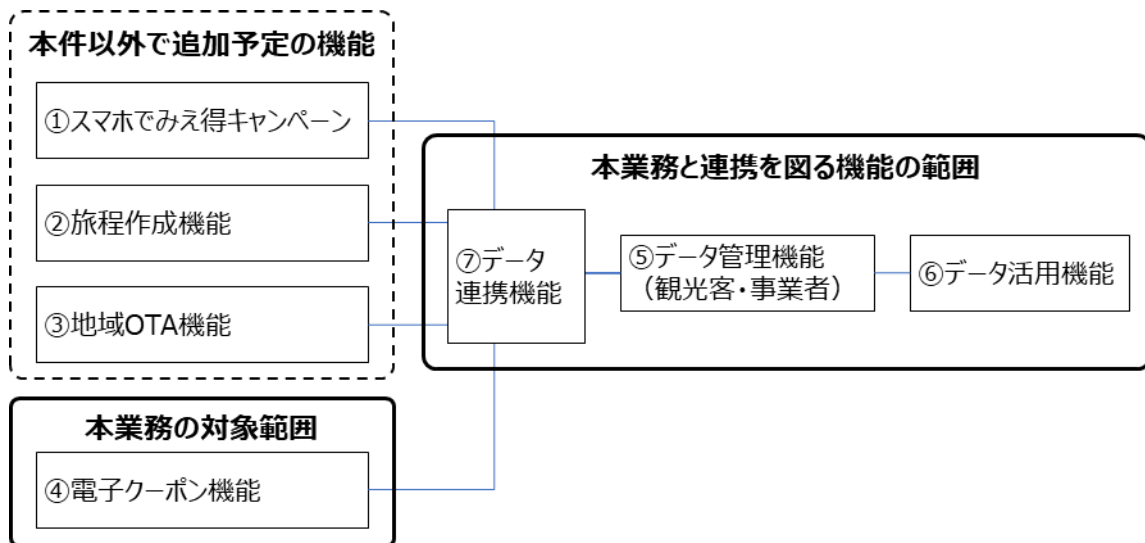 本件以外で追加予定の機能
①スマホでみえ得キャンペーン
②旅程作成機能
③地域OTA機能
本業務の対象範囲
④電子クーポン機能
本業務と連携を図る機能の範囲
⑦データ
連携機能
⑤データ管理機能
（観光客・事業者）
⑥データ活用機能